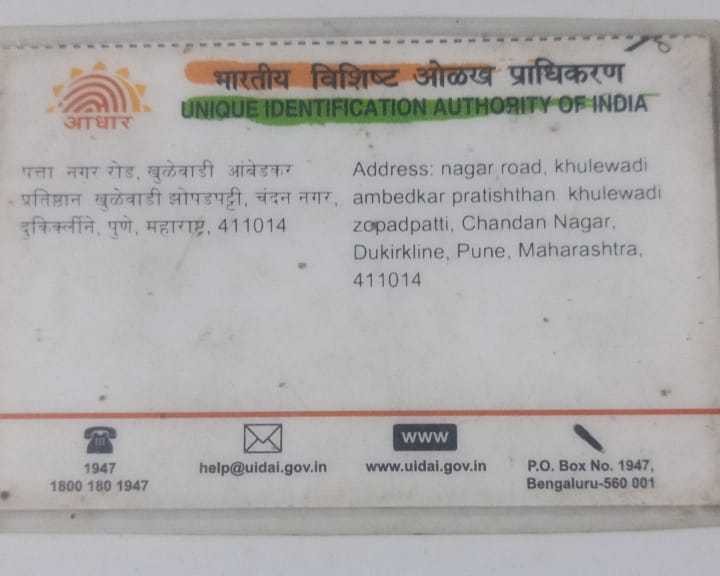 भारतीय विशिष्ट ओळख प्राधिकरण
UNIQUE IDENTIFICATION AUTHORITY OF INDIA
आधार
पत्ता नगर रोड, खुळेवाडी आंबेडकर
प्रतिष्ठान खुळेवाडी झोपडपट्टी, चंदन नगर,
दुकिर्क्लीने, पुणे, महाराष्ट्र, 411014
Address: nagar road, khulewadi
ambedkar pratishthan khulewadi
zopadpatti, Chandan Nagar,
Dukirkline, Pune, Maharashtra,
411014
1947
1800 180 1947
help@uidai.gov.in
www
www.uidai.gov.in
P.O. Box No. 1947,
Bengaluru-560 001